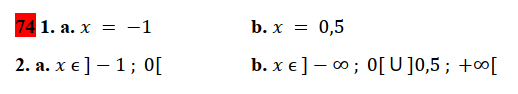 74 1. a. 𝑥 = −1 b. 𝑥 = 0,5
2. a. 𝑥 ϵ ] − 1 ; 0[ b. 𝑥 ϵ ] − ∞ ; 0[ U ]0,5 ; +∞[